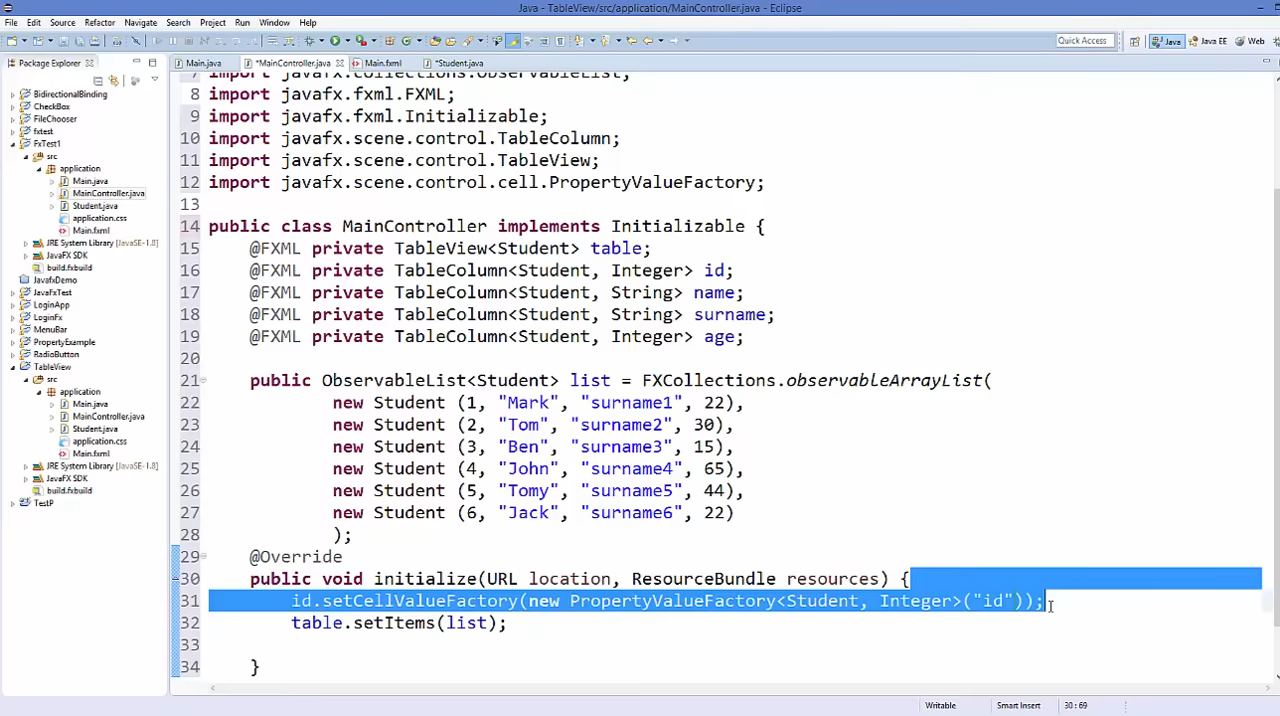 Java - TableView/src/application/MainController.java - Eclipse
File Edit Source Refactor Navigate Search Project Run Window Help
Quick Access Java Java EE Web
Package Explorer
BidirectionalBinding
CheckBox
FileChooser
fxtest
FxTest1
src
application
Main.java
MainController.java
Student.java
application.css
Main.fxml
JRE System Library [JavaSE-1.8]
JavaFX SDK
build.fxbuild
JavafxDemo
JavaFxTest
LoginApp
LoginFx
MenuBar
PropertyExample
RadioButton
TableView
src
application
Main.java
MainController.java
Student.java
application.css
Main.fxml
JRE System Library [JavaSE-1.8]
JavaFX SDK
build.fxbuild
TestP
Main.java *MainController.java Main.fxml *Student.java
7 import javafx.collections.ObservableList;
8 import javafx.fxml.FXML;
9 import javafx.fxml.Initializable;
10 import javafx.scene.control.TableColumn;
11 import javafx.scene.control.TableView;
12 import javafx.scene.control.cell.PropertyValueFactory;
13
14 public class MainController implements Initializable {
15 @FXML private TableView<Student> table;
16 @FXML private TableColumn<Student, Integer> id;
17 @FXML private TableColumn<Student, String> name;
18 @FXML private TableColumn<Student, String> surname;
19 @FXML private TableColumn<Student, Integer> age;
20
21 public ObservableList<Student> list = FXCollections.observableArrayList(
22 new Student (1, "Mark", "surname1", 22),
23 new Student (2, "Tom", "surname2", 30),
24 new Student (3, "Ben", "surname3", 15),
25 new Student (4, "John", "surname4", 65),
26 new Student (5, "Tomy", "surname5", 44),
27 new Student (6, "Jack", "surname6", 22)
28 );
29 @Override
30 public void initialize(URL location, ResourceBundle resources) {
31 id.setCellValueFactory(new PropertyValueFactory<Student, Integer>("id"));
32 table.setItems(list);
33
34 }
Writable Smart Insert 30 : 69